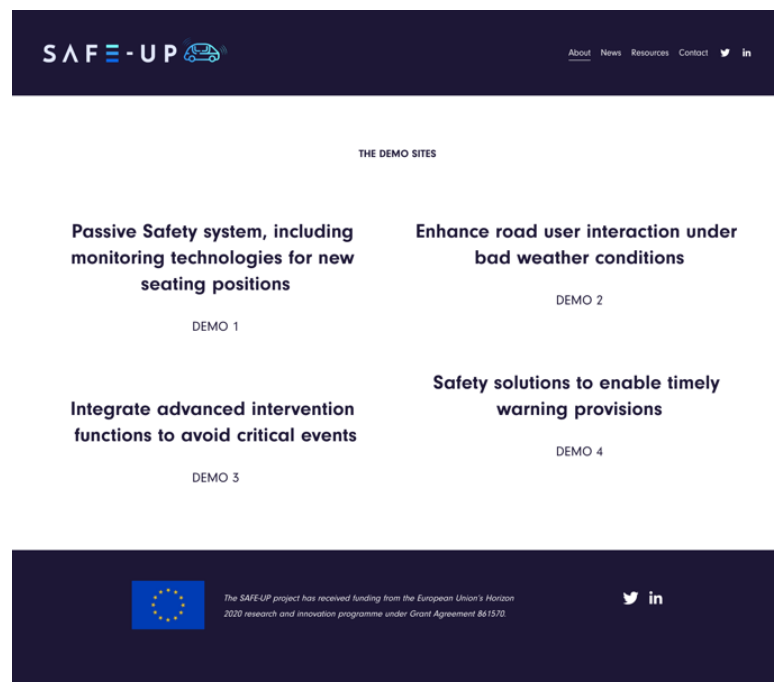 SAFE-UP
About News Resources Contact
THE DEMO SITES
Passive Safety system, including
monitoring technologies for new
seating positions
DEMO 1
Enhance road user interaction under
bad weather conditions
DEMO 2
Integrate advanced intervention
functions to avoid critical events
DEMO 3
Safety solutions to enable timely
warning provisions
DEMO 4
The SAFE-UP project has received funding from the European Union's Horizon
2020 research and innovation programme under Grant Agreement 861570.